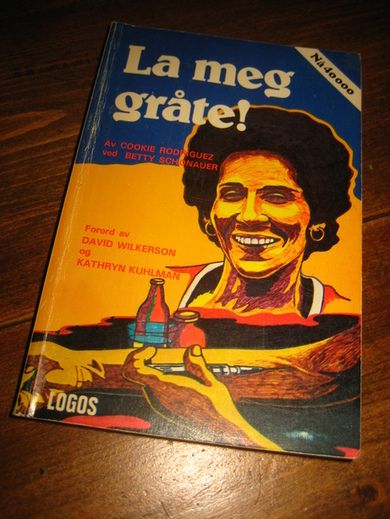 Nå 40000
La meg
gråte!
Av COOKIE RODRIGUEZ
ved BETTY SCHONAUER
Forord av
DAVID WILKERSON
og
KATHRYN KUHLMAN
LOGOS